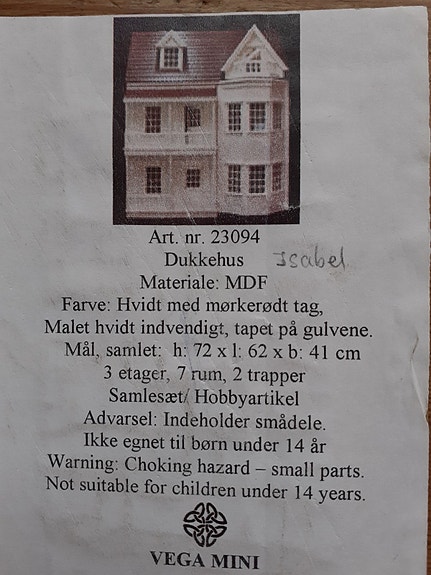 Art. nr. 23094
Dukkehus Isabel
Materiale: MDF
Farve: Hvidt med mørkerødt tag,
Malet hvidt indvendigt, tapet på gulvene.
Mål, samlet: h: 72 x l: 62 x b: 41 cm
3 etager, 7 rum, 2 trapper
Samlesæt/ Hobbyartikel
Advarsel: Indeholder smådele.
Ikke egnet til børn under 14 år
Warning: Choking hazard – small parts.
Not suitable for children under 14 years.
VEGA MINI